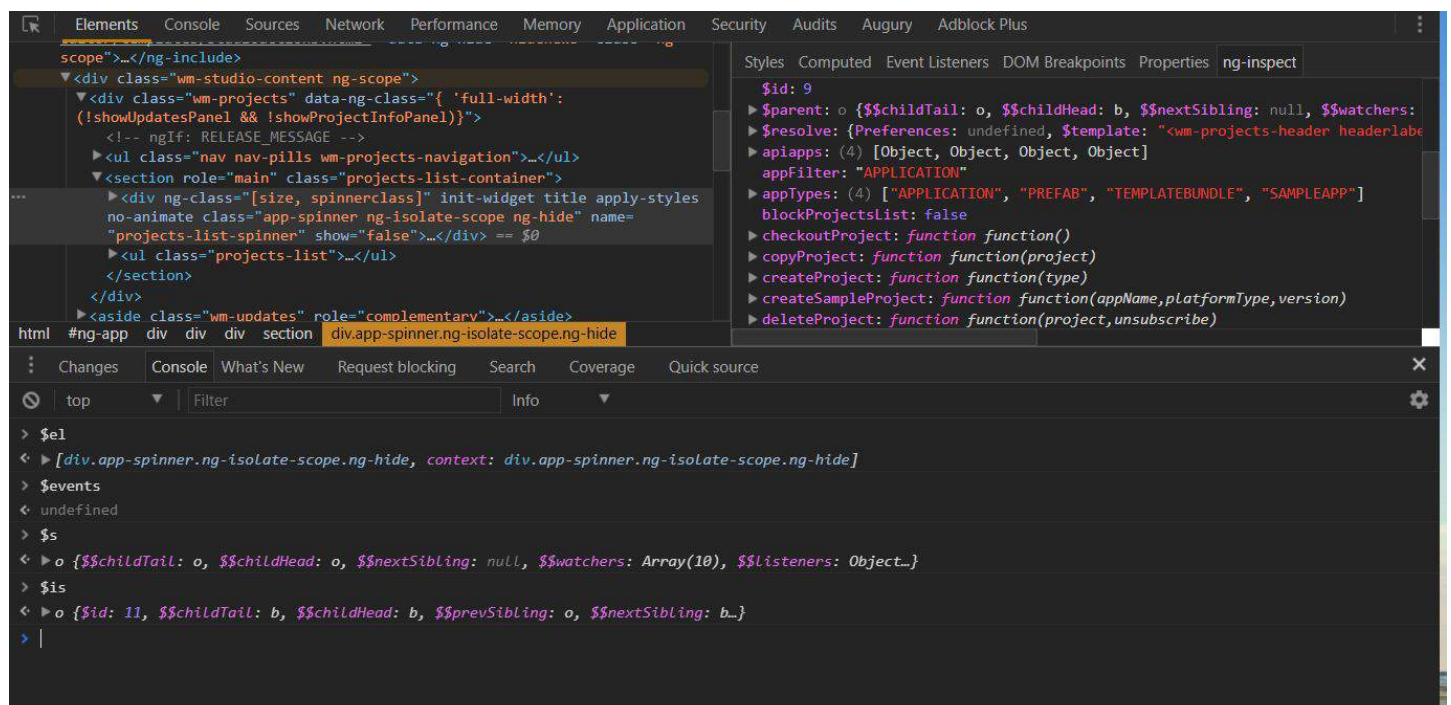 Elements Console Sources Network Performance Memory Application Security Audits Augury Adblock Plus
scope">…</ng-include>
▼<div class="wm-studio-content ng-scope">
▼<div class="wm-projects" data-ng-class="{ 'full-width':
(!showUpdatesPanel && !showProjectInfoPanel)}">
<!-- ngIf: RELEASE_MESSAGE -->
▶<ul class="nav nav-pills wm-projects-navigation">…</ul>
▼<section role="main" class="projects-list-container">
… ▶<div ng-class="[size, spinnerclass]" init-widget title apply-styles
no-animate class="app-spinner ng-isolate-scope ng-hide" name=
"projects-list-spinner" show="false">…</div> == $0
▶<ul class="projects-list">…</ul>
</section>
</div>
▶<aside class="wm-updates" role="complementary">…</aside>
html #ng-app div div div section div.app-spinner.ng-isolate-scope.ng-hide
Styles Computed Event Listeners DOM Breakpoints Properties ng-inspect
$id: 9
▶$parent: o {$$childTail: o, $$childHead: b, $$nextSibling: null, $$watchers:
▶$resolve: {Preferences: undefined, $template: "<wm-projects-header headerlabe
▶apiapps: (4) [Object, Object, Object, Object]
appFilter: "APPLICATION"
▶appTypes: (4) ["APPLICATION", "PREFAB", "TEMPLATEBUNDLE", "SAMPLEAPP"]
blockProjectsList: false
▶checkoutProject: function function()
▶copyProject: function function(project)
▶createProject: function function(type)
▶createSampleProject: function function(appName,platformType,version)
▶deleteProject: function function(project,unsubscribe)
Changes Console What's New Request blocking Search Coverage Quick source
top ▼ Filter Info ▼
> $el
▶[div.app-spinner.ng-isolate-scope.ng-hide, context: div.app-spinner.ng-isolate-scope.ng-hide]
> $events
undefined
> $s
▶o {$$childTail: o, $$childHead: o, $$nextSibling: null, $$watchers: Array(10), $$listeners: Object…}
> $is
▶o {$id: 11, $$childTail: b, $$childHead: b, $$prevSibling: o, $$nextSibling: b…}
>